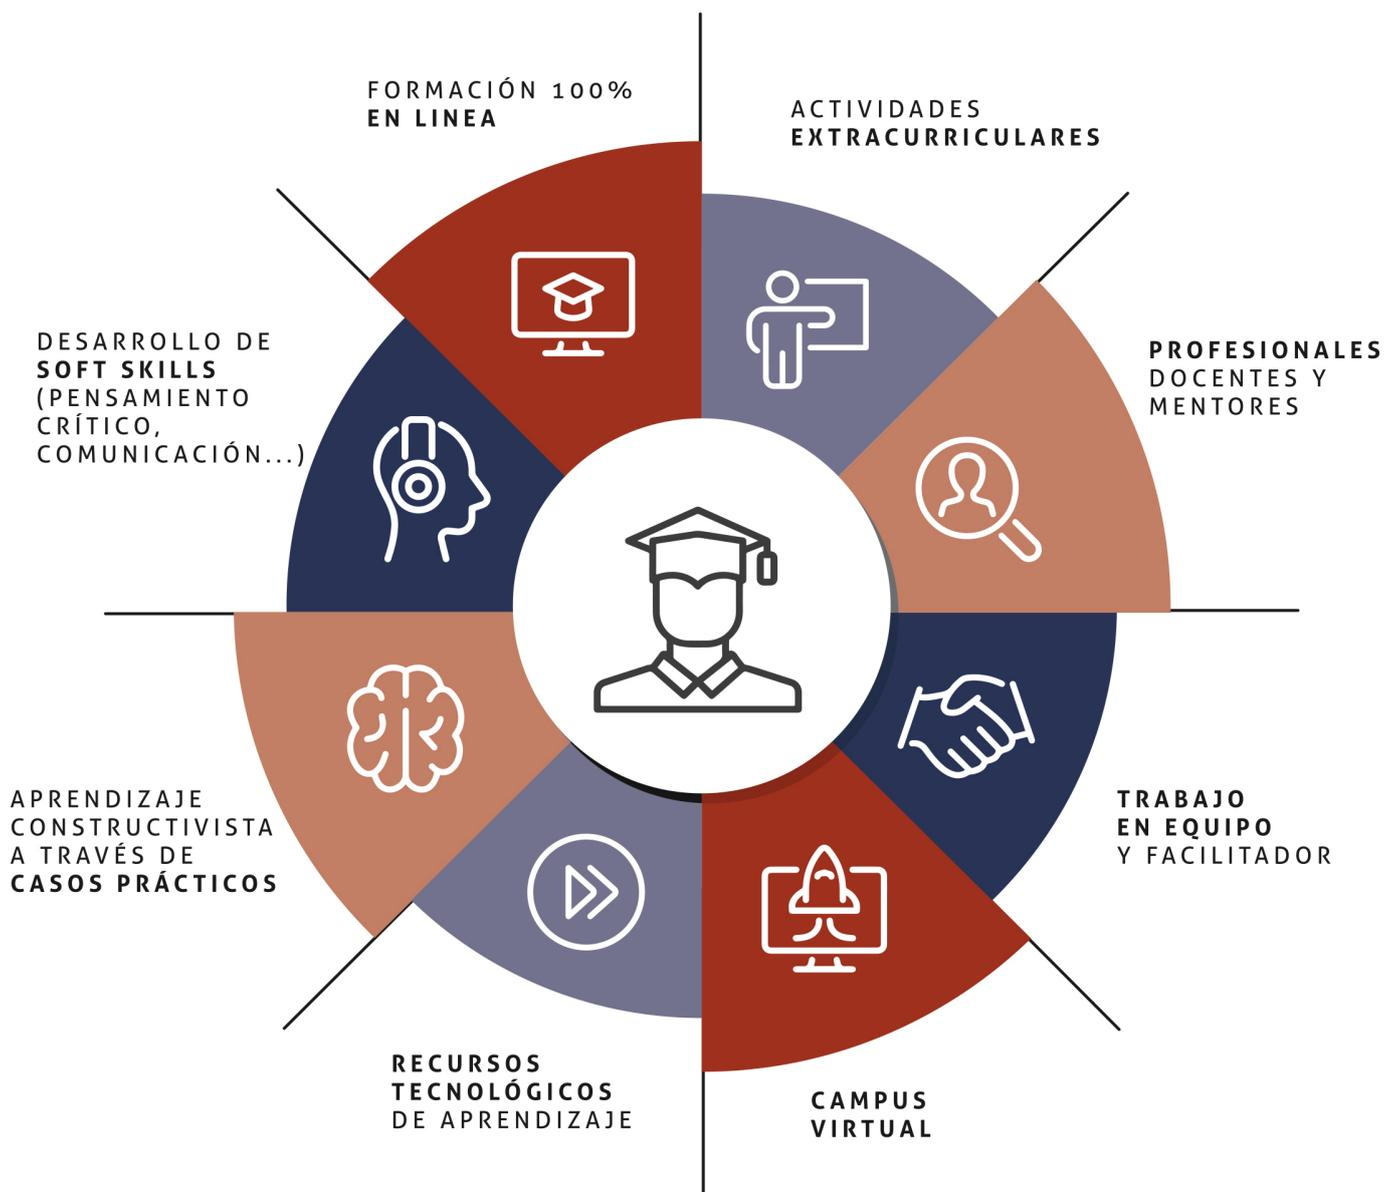 FORMACIÓN 100%
EN LINEA
ACTIVIDADES
EXTRACURRICULARES
DESARROLLO DE
SOFT SKILLS
(PENSAMIENTO
CRÍTICO,
COMUNICACIÓN...)
PROFESIONALES
DOCENTES Y
MENTORES
APRENDIZAJE
CONSTRUCTIVISTA
A TRAVÉS DE
CASOS PRÁCTICOS
TRABAJO
EN EQUIPO
Y FACILITADOR
RECURSOS
TECNOLÓGICOS
DE APRENDIZAJE
CAMPUS
VIRTUAL